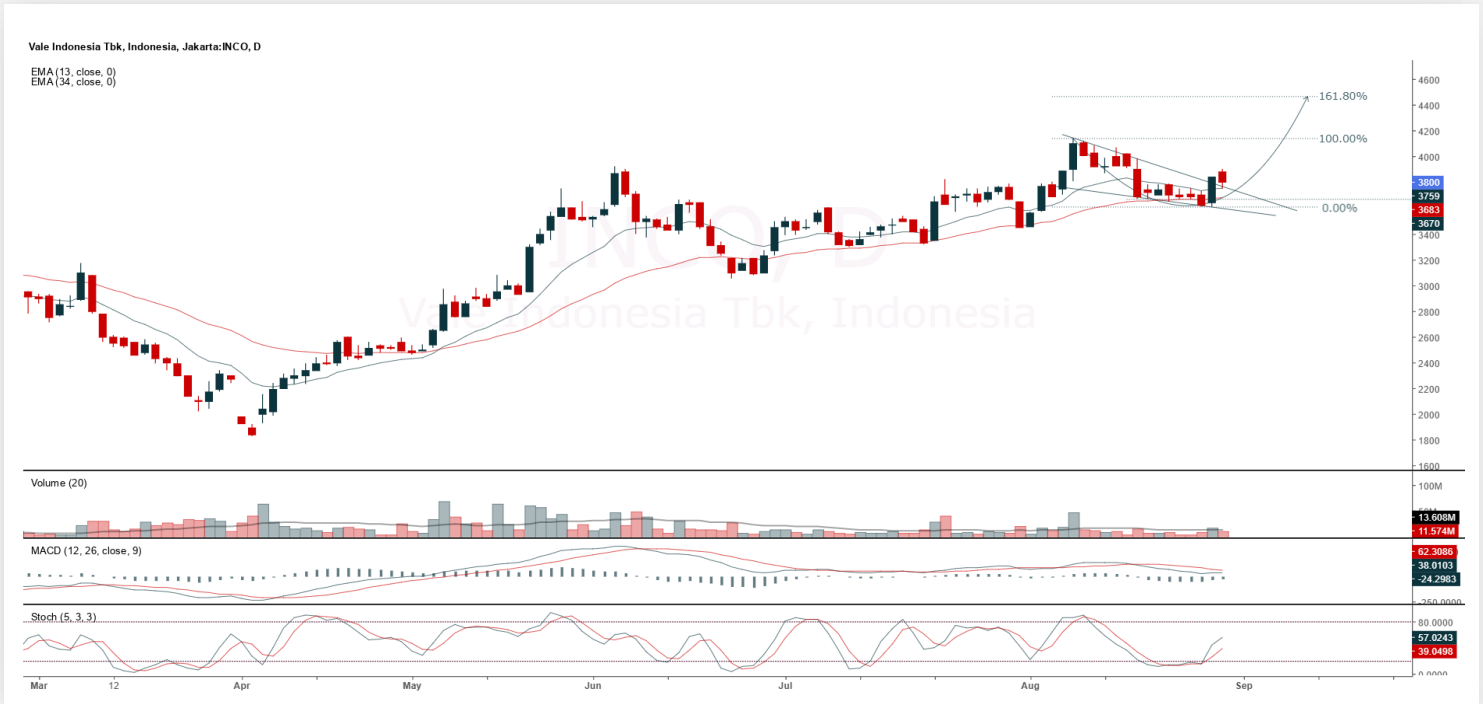 Vale Indonesia Tbk, Indonesia, Jakarta:INCO, D
EMA (13, close, 0)
EMA (34, close, 0)
INCO, D
Vale Indonesia Tbk, Indonesia
161.80%
100.00%
0.00%
4600
4400
4200
4000
3800
3759
3683
3670
3400
3200
3000
2800
2600
2400
2200
2000
1800
1600
Volume (20)
100M
13.608M
11.574M
MACD (12, 26, close, 9)
62.3086
38.0103
-24.2983
-250.0000
Stoch (5, 3, 3)
80.0000
57.0243
39.0498
0.0000
Mar 12 Apr May Jun Jul Aug Sep